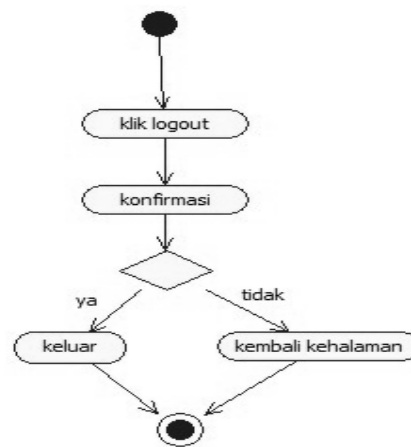 klik logout
konfirmasi
ya
tidak
keluar
kembali kehalaman